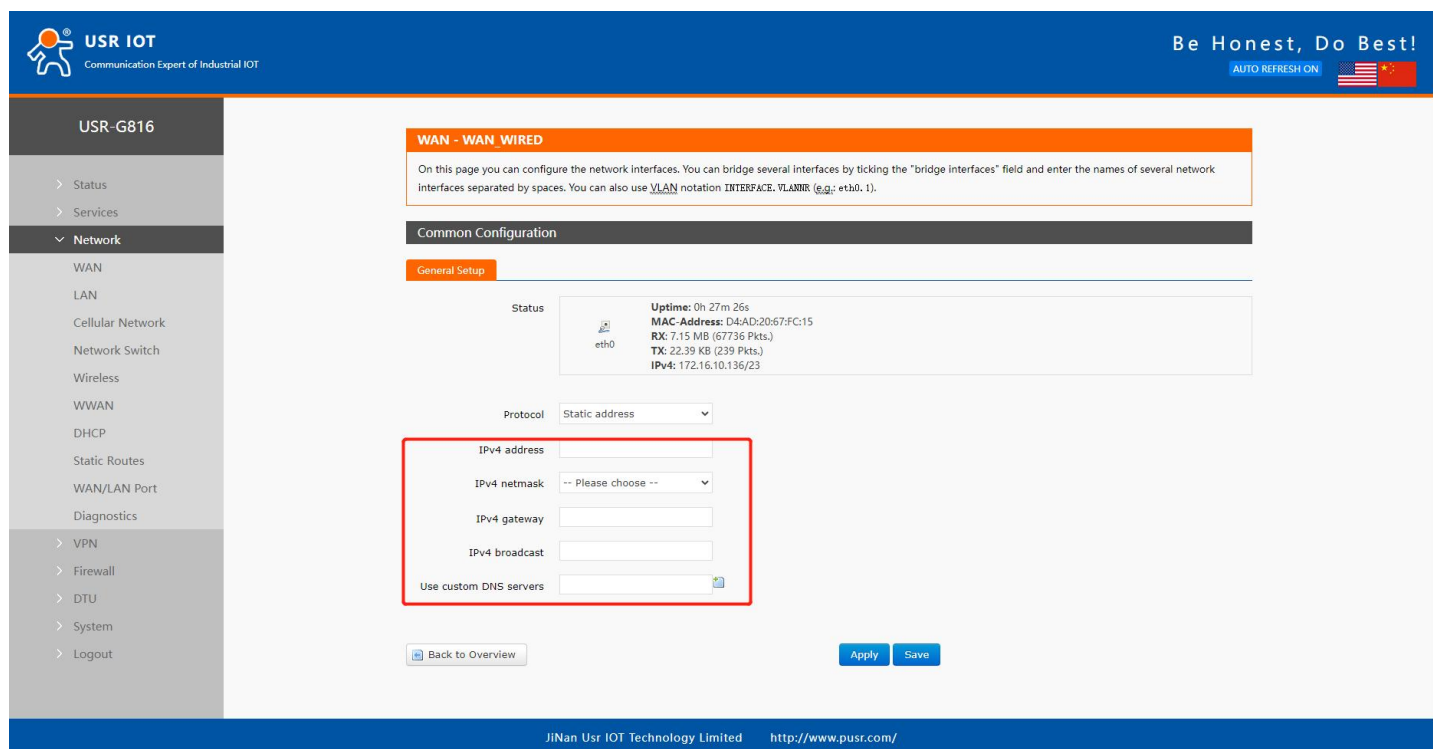 USR IOT
Communication Expert of Industrial IOT
Be Honest, Do Best!
AUTO REFRESH ON
USR-G816
Status
Services
Network
WAN
LAN
Cellular Network
Network Switch
Wireless
WWAN
DHCP
Static Routes
WAN/LAN Port
Diagnostics
VPN
Firewall
DTU
System
Logout
WAN - WAN_WIRED
On this page you can configure the network interfaces. You can bridge several interfaces by ticking the "bridge interfaces" field and enter the names of several network
interfaces separated by spaces. You can also use VLAN notation INTERFACE.VLANNR (e.g.: eth0.1).
Common Configuration
General Setup
Status
eth0
Uptime: 0h 27m 26s
MAC-Address: D4:AD:20:67:FC:15
RX: 7.15 MB (67736 Pkts.)
TX: 22.39 KB (239 Pkts.)
IPv4: 172.16.10.136/23
Protocol Static address
IPv4 address
IPv4 netmask -- Please choose --
IPv4 gateway
IPv4 broadcast
Use custom DNS servers
Back to Overview
Apply Save
JiNan Usr IOT Technology Limited http://www.pusr.com/